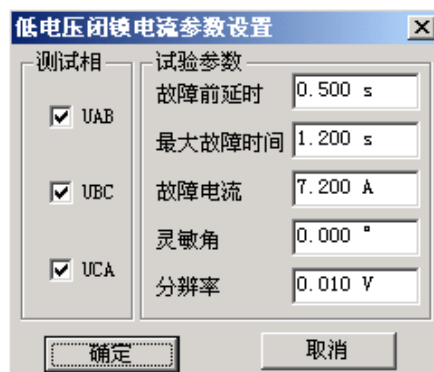 低电压闭镜电流参数设置
测试相
UAB
UBC
UCA
试验参数
故障前延时 0.500 s
最大故障时间 1.200 s
故障电流 7.200 A
灵敏角 0.000 °
分辨率 0.010 V
确定
取消